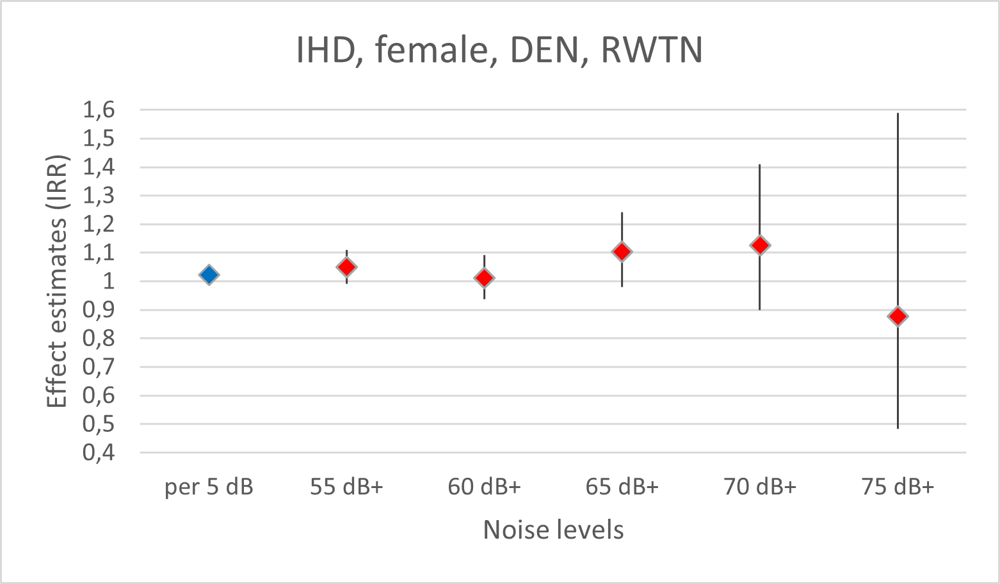 IHD, female, DEN, RWTN
Effect estimates (IRR)
1,6
1,5
1,4
1,3
1,2
1,1
1
0,9
0,8
0,7
0,6
0,5
0,4
per 5 dB
55 dB+
60 dB+
65 dB+
70 dB+
75 dB+
Noise levels